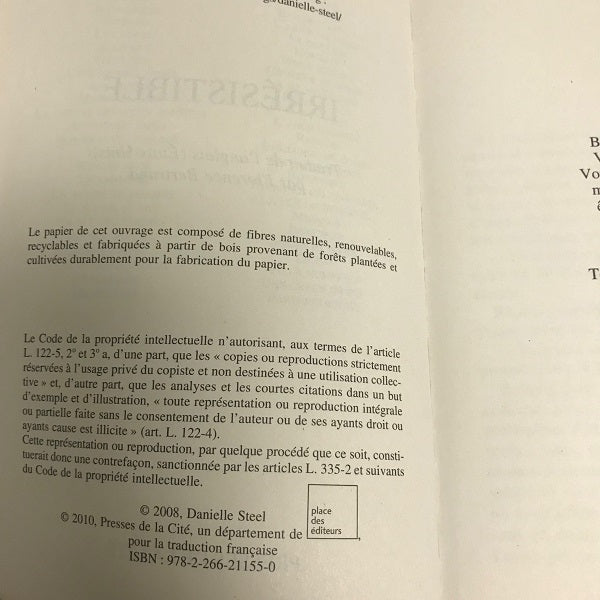 danielle-steel/
Le papier de cet ouvrage est composé de fibres naturelles, renouvelables,
recyclables et fabriquées à partir de bois provenant de forêts plantées et
cultivées durablement pour la fabrication du papier.
Le Code de la propriété intellectuelle n'autorisant, aux termes de l'article
L. 122-5, 2° et 3° a, d'une part, que les « copies ou reproductions strictement
réservées à l'usage privé du copiste et non destinées à une utilisation collec-
tive » et, d'autre part, que les analyses et les courtes citations dans un but
d'exemple et d'illustration, « toute représentation ou reproduction intégrale
ou partielle faite sans le consentement de l'auteur ou de ses ayants droit ou
ayants cause est illicite » (art. L. 122-4).
Cette représentation ou reproduction, par quelque procédé que ce soit, consti-
tuerait donc une contrefaçon, sanctionnée par les articles L. 335-2 et suivants
du Code de la propriété intellectuelle.
© 2008, Danielle Steel
© 2010, Presses de la Cité, un département de
place
des
éditeurs
,
pour la traduction française
ISBN : 978-2-266-21155-0
B
V
Vo
m
ê
T